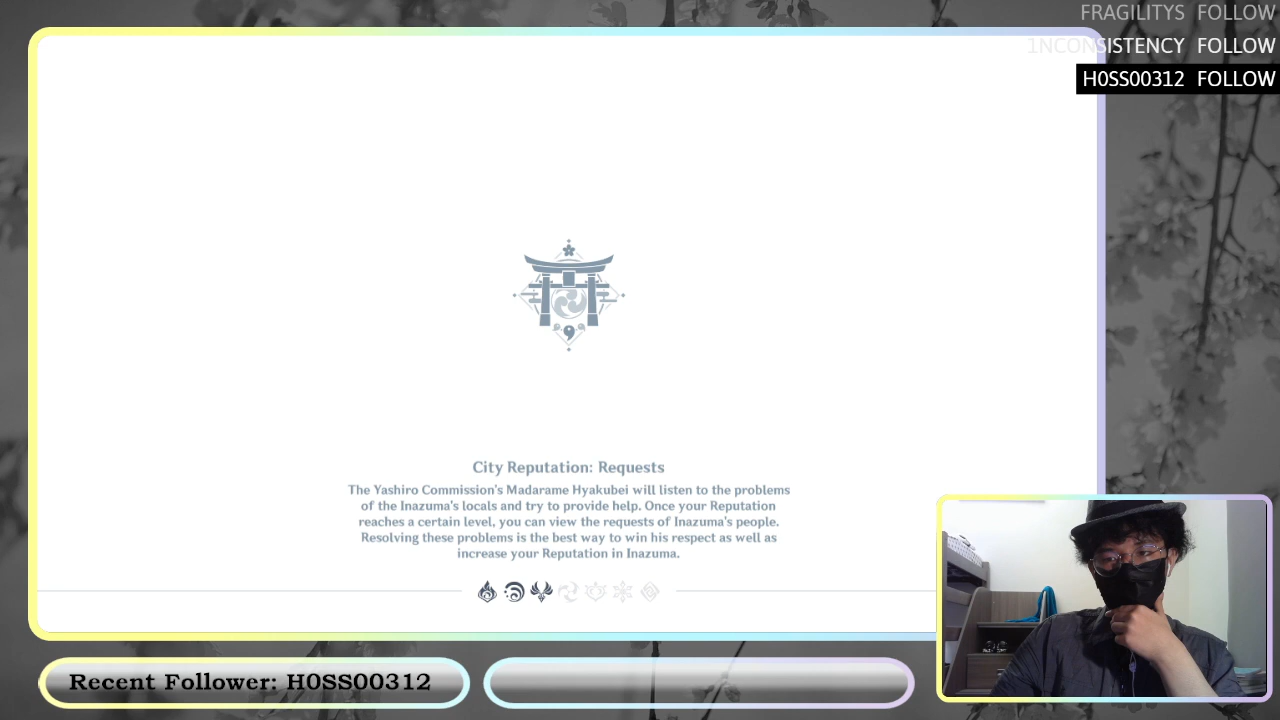 FRAGILITYS FOLLOW
1NCONSISTENCY FOLLOW
H0SS00312 FOLLOW
City Reputation: Requests
The Yashiro Commission's Madarame Hyakubei will listen to the problems
of the Inazuma's locals and try to provide help. Once your Reputation
reaches a certain level, you can view the requests of Inazuma's people.
Resolving these problems is the best way to win his respect as well as
increase your Reputation in Inazuma.
Recent Follower: H0SS00312